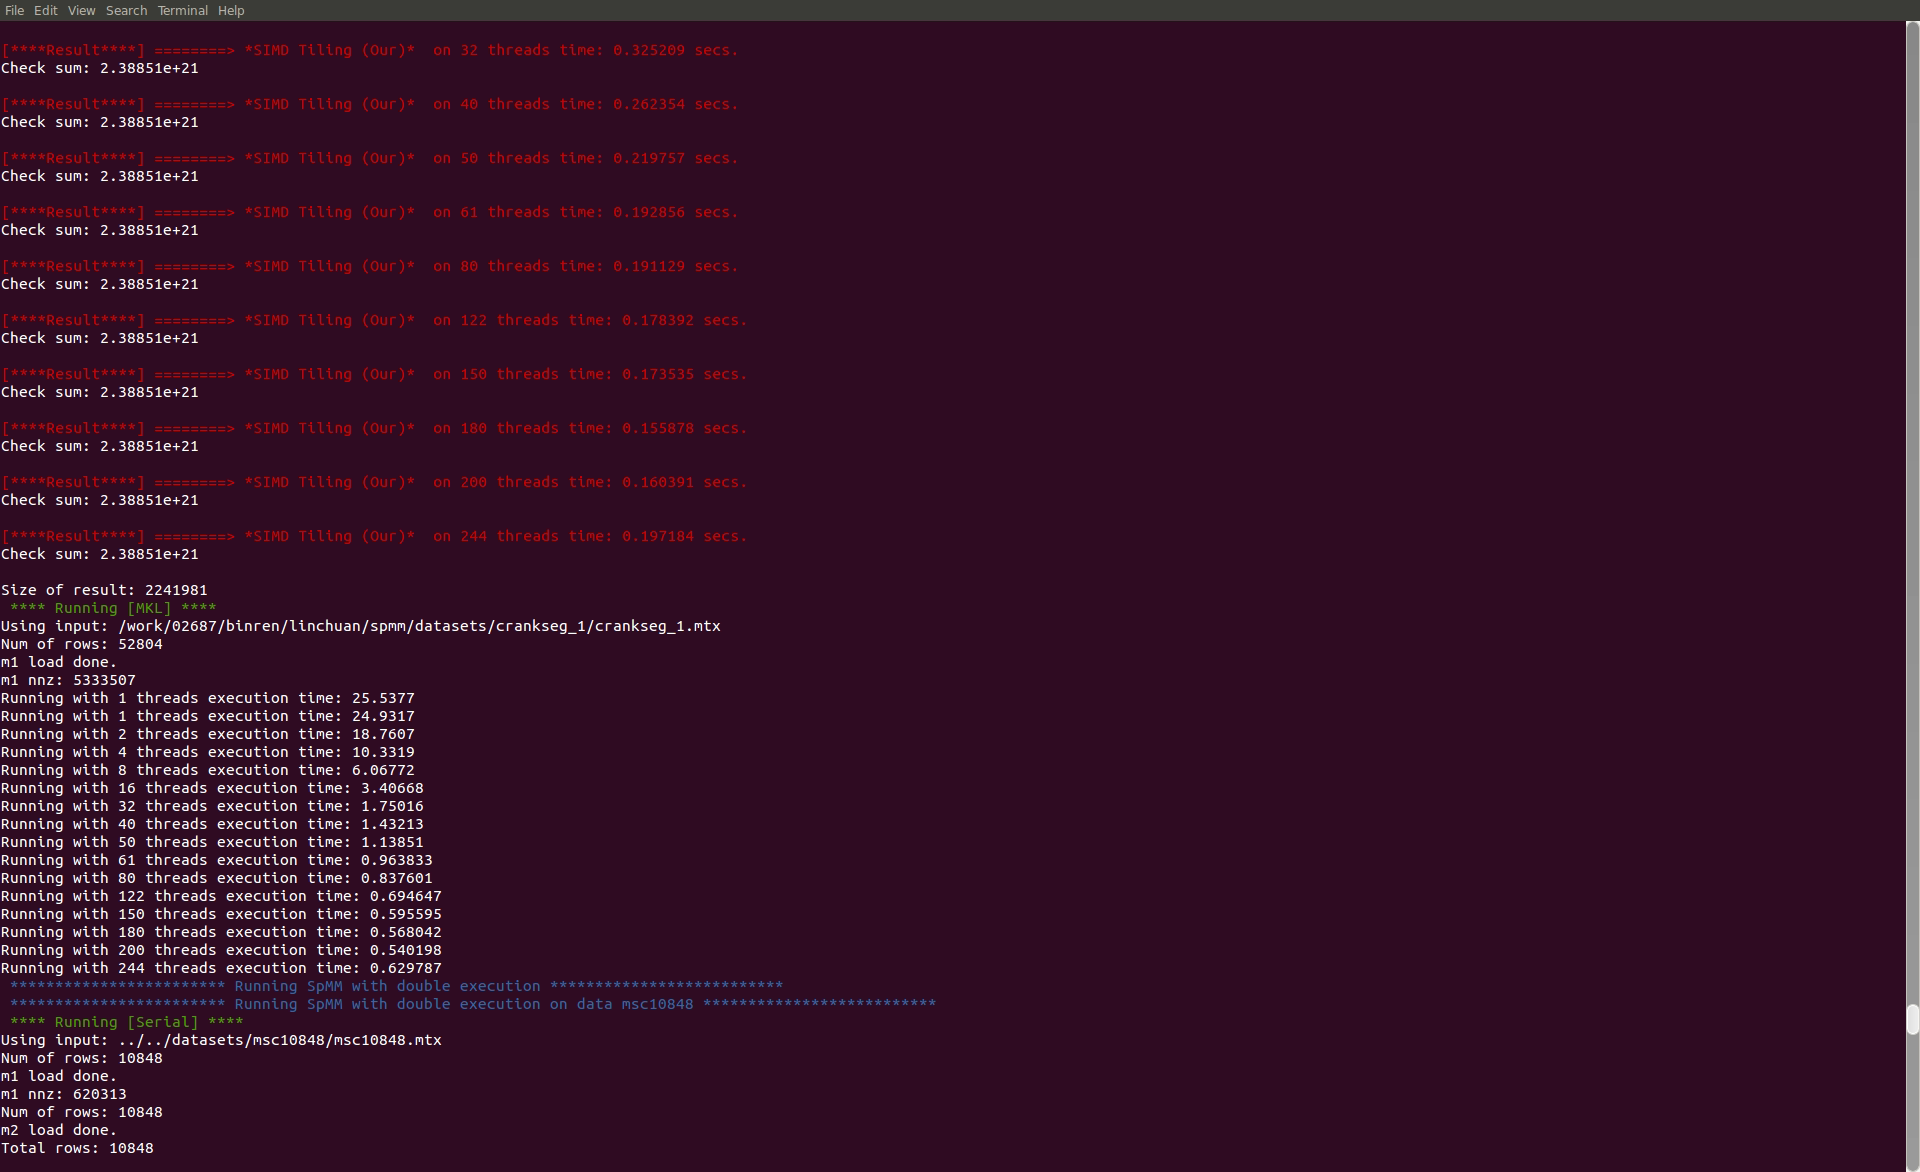 File Edit View Search Terminal Help
[****Result****] ========> *SIMD Tiling (Our)*  on 32 threads time: 0.325209 secs.
Check sum: 2.38851e+21
[****Result****] ========> *SIMD Tiling (Our)*  on 40 threads time: 0.262354 secs.
Check sum: 2.38851e+21
[****Result****] ========> *SIMD Tiling (Our)*  on 50 threads time: 0.219757 secs.
Check sum: 2.38851e+21
[****Result****] ========> *SIMD Tiling (Our)*  on 61 threads time: 0.192856 secs.
Check sum: 2.38851e+21
[****Result****] ========> *SIMD Tiling (Our)*  on 80 threads time: 0.191129 secs.
Check sum: 2.38851e+21
[****Result****] ========> *SIMD Tiling (Our)*  on 122 threads time: 0.178392 secs.
Check sum: 2.38851e+21
[****Result****] ========> *SIMD Tiling (Our)*  on 150 threads time: 0.173535 secs.
Check sum: 2.38851e+21
[****Result****] ========> *SIMD Tiling (Our)*  on 180 threads time: 0.155878 secs.
Check sum: 2.38851e+21
[****Result****] ========> *SIMD Tiling (Our)*  on 200 threads time: 0.160391 secs.
Check sum: 2.38851e+21
[****Result****] ========> *SIMD Tiling (Our)*  on 244 threads time: 0.197184 secs.
Check sum: 2.38851e+21
Size of result: 2241981
**** Running [MKL] ****
Using input: /work/02687/binren/linchuan/spmm/datasets/crankseg_1/crankseg_1.mtx
Num of rows: 52804
m1 load done.
m1 nnz: 5333507
Running with 1 threads execution time: 25.5377
Running with 1 threads execution time: 24.9317
Running with 2 threads execution time: 18.7607
Running with 4 threads execution time: 10.3319
Running with 8 threads execution time: 6.06772
Running with 16 threads execution time: 3.40668
Running with 32 threads execution time: 1.75016
Running with 40 threads execution time: 1.43213
Running with 50 threads execution time: 1.13851
Running with 61 threads execution time: 0.963833
Running with 80 threads execution time: 0.837601
Running with 122 threads execution time: 0.694647
Running with 150 threads execution time: 0.595595
Running with 180 threads execution time: 0.568042
Running with 200 threads execution time: 0.540198
Running with 244 threads execution time: 0.629787
************************ Running SpMM with double execution **************************
************************ Running SpMM with double execution on data msc10848 **************************
**** Running [Serial] ****
Using input: ../../datasets/msc10848/msc10848.mtx
Num of rows: 10848
m1 load done.
m1 nnz: 620313
Num of rows: 10848
m2 load done.
Total rows: 10848